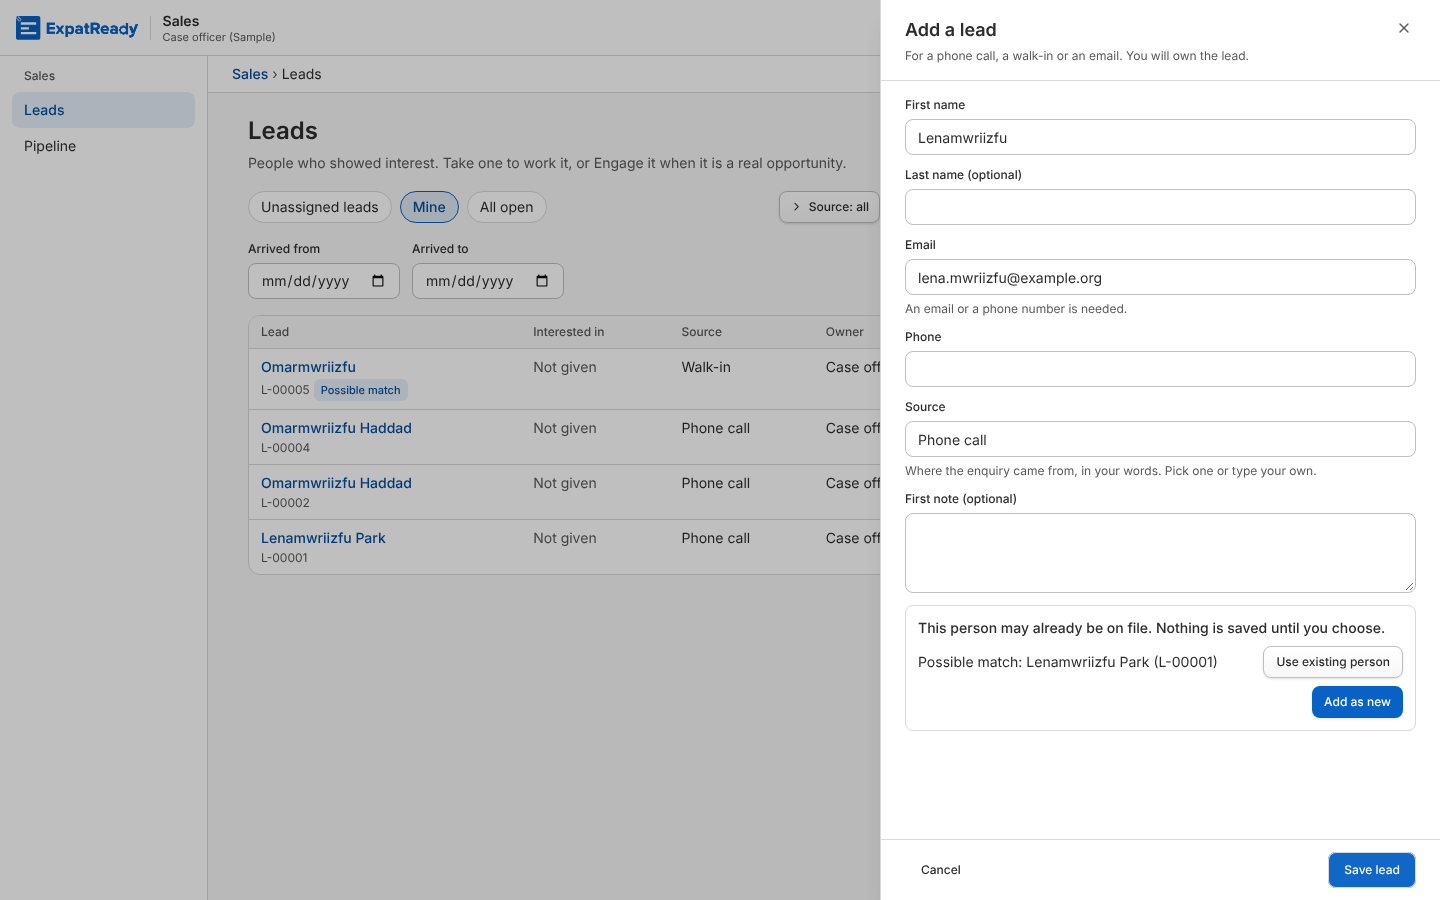 ExpatReady
Sales
Case officer (Sample)
Sales
Leads
Pipeline
Sales › Leads
Leads
People who showed interest. Take one to work it, or Engage it when it is a real opportunity.
Unassigned leads
Mine
All open
Source: all
Arrived from
Arrived to
mm/dd/yyyy
mm/dd/yyyy
Lead
Interested in
Source
Owner
Omarmwriizfu
Not given
Walk-in
Case off
L-00005
Possible match
Omarmwriizfu Haddad
Not given
Phone call
Case off
L-00004
Omarmwriizfu Haddad
Not given
Phone call
Case off
L-00002
Lenamwriizfu Park
Not given
Phone call
Case off
L-00001
Add a lead
For a phone call, a walk-in or an email. You will own the lead.
First name
Lenamwriizfu
Last name (optional)
Email
lena.mwriizfu@example.org
An email or a phone number is needed.
Phone
Source
Phone call
Where the enquiry came from, in your words. Pick one or type your own.
First note (optional)
This person may already be on file. Nothing is saved until you choose.
Possible match: Lenamwriizfu Park (L-00001)
Use existing person
Add as new
Cancel
Save lead